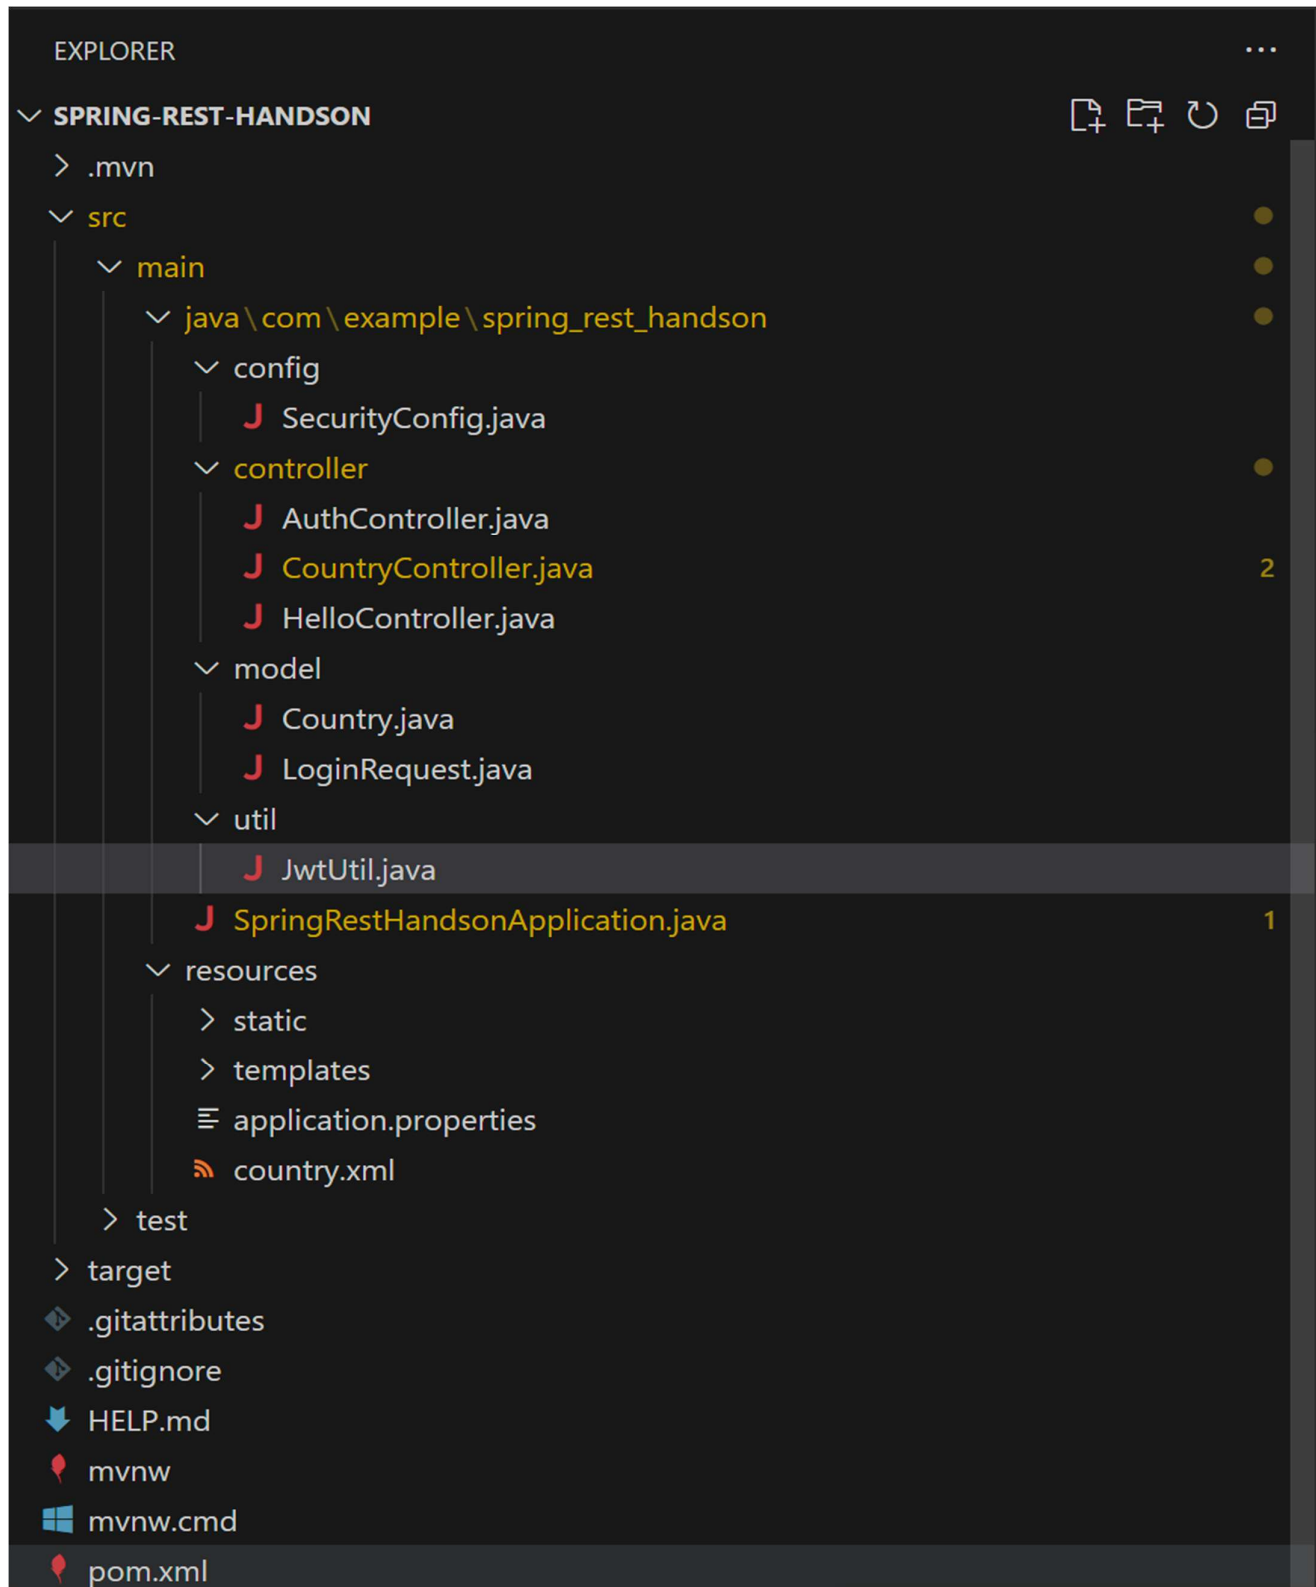 EXPLORER
SPRING-REST-HANDSON
.mvn
src
main
java\com\example\spring_rest_handson
config
SecurityConfig.java
controller
AuthController.java
CountryController.java 2
HelloController.java
model
Country.java
LoginRequest.java
util
JwtUtil.java
SpringRestHandsonApplication.java 1
resources
static
templates
application.properties
country.xml
test
target
.gitattributes
.gitignore
HELP.md
mvnw
mvnw.cmd
pom.xml